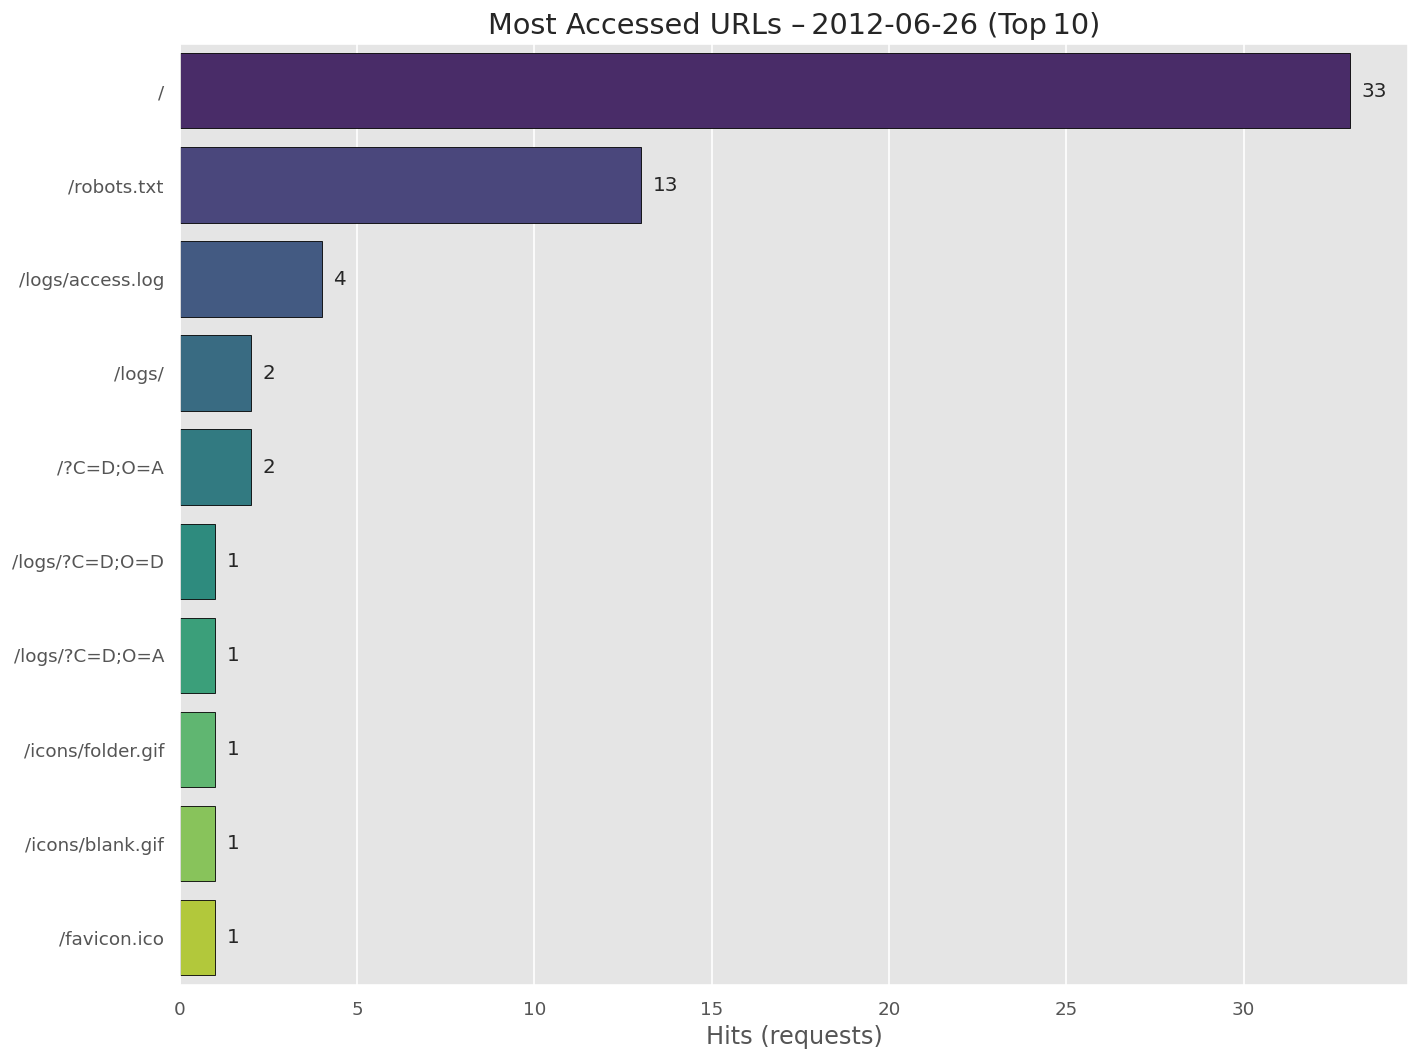 Most Accessed URLs – 2012-06-26 (Top 10)
/ 33
/robots.txt 13
/logs/access.log 4
/logs/ 2
/?C=D;O=A 2
/logs/?C=D;O=D 1
/logs/?C=D;O=A 1
/icons/folder.gif 1
/icons/blank.gif 1
/favicon.ico 1
0 5 10 15 20 25 30
Hits (requests)